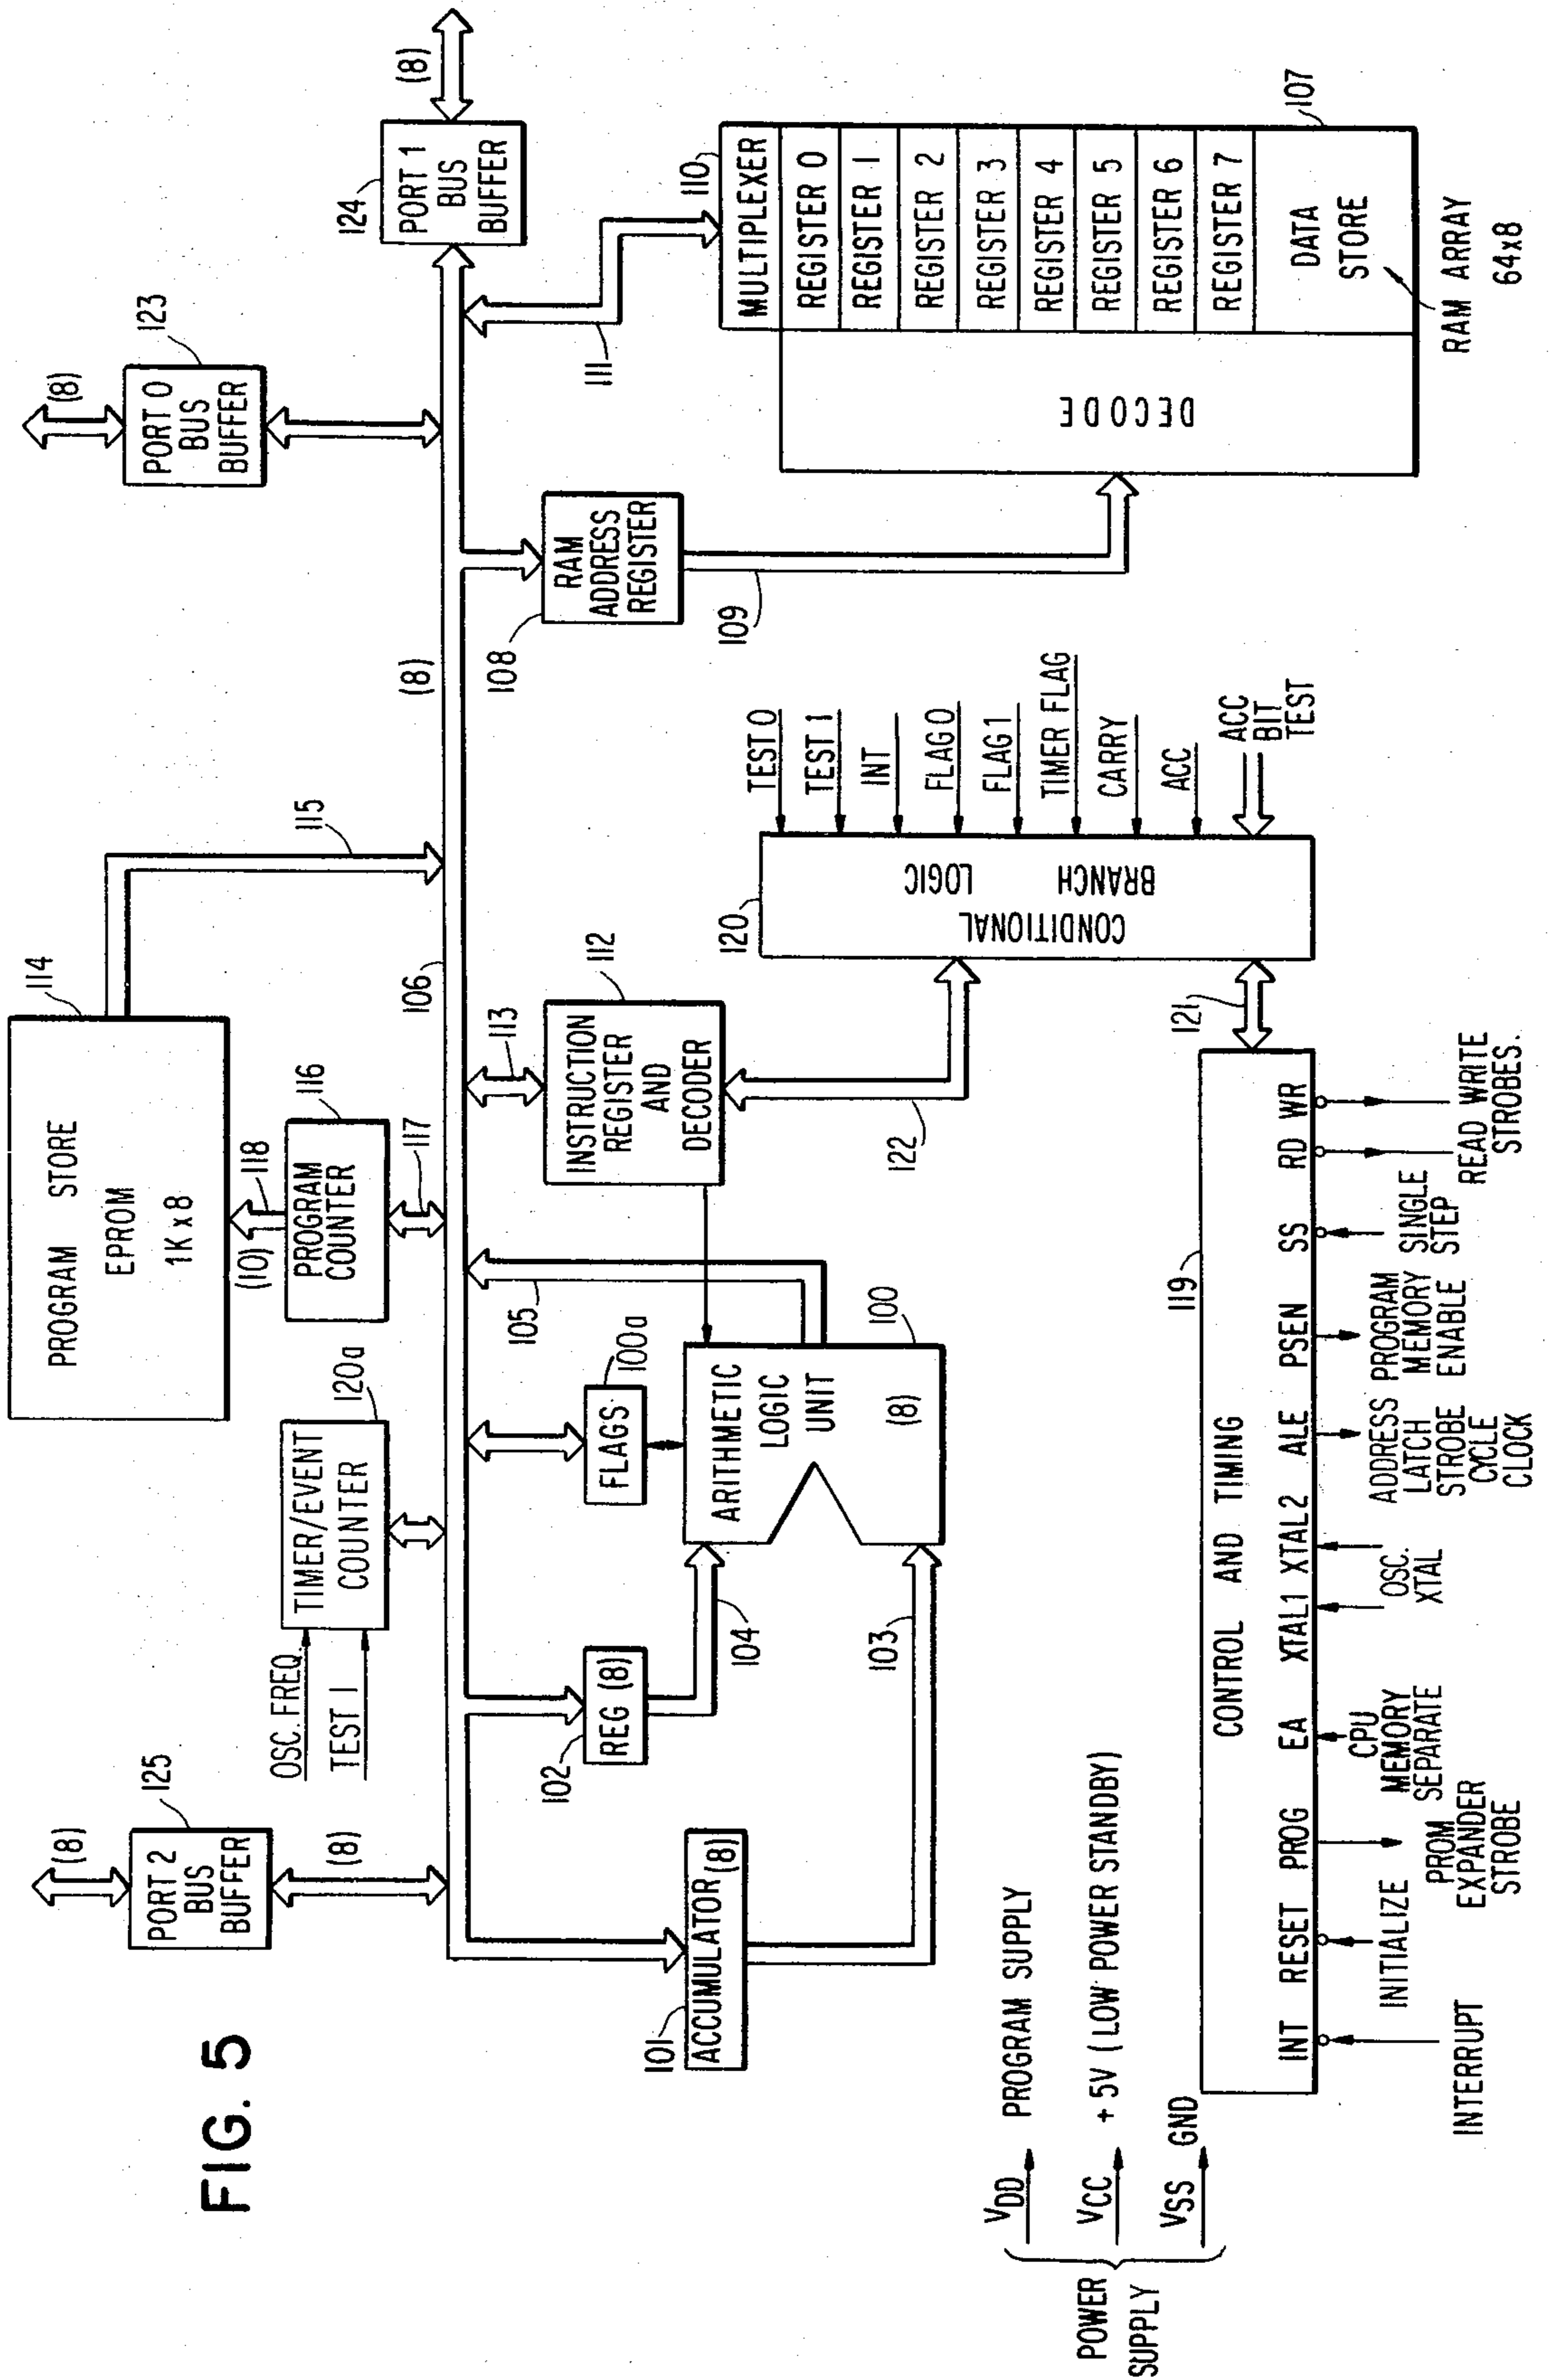 FIG. 5
(8)
PORT 2
BUS
BUFFER
125
(8)
OSC. FREQ.
TEST 1
TIMER/EVENT
COUNTER
120a
PROGRAM STORE
EPROM
1K x 8
114
(10)
118
PROGRAM
COUNTER
116
117
115
(8)
PORT 0
BUS
BUFFER
123
124
PORT 1
BUS
BUFFER
(8)
106
(8)
101
ACCUMULATOR (8)
102
REG (8)
104
103
FLAGS
100a
105
ARITHMETIC
LOGIC
UNIT
(8)
100
113
INSTRUCTION
REGISTER
AND
DECODER
112
122
108
RAM
ADDRESS
REGISTER
109
111
110
MULTIPLEXER
REGISTER 0
REGISTER 1
REGISTER 2
REGISTER 3
REGISTER 4
REGISTER 5
REGISTER 6
REGISTER 7
DATA
STORE
107
DECODE
RAM ARRAY
64x8
120
CONDITIONAL
BRANCH LOGIC
TEST 0
TEST 1
INT
FLAG 0
FLAG 1
TIMER FLAG
CARRY
ACC
ACC
BIT
TEST
121
POWER
SUPPLY
VDD PROGRAM SUPPLY
VCC + 5V (LOW POWER STANDBY)
VSS GND
119
CONTROL AND TIMING
INT RESET PROG EA XTAL1 XTAL2 ALE PSEN SS RD WR
INTERRUPT
INITIALIZE
PROM
EXPANDER
STROBE
CPU
MEMORY
SEPARATE
OSC.
XTAL
ADDRESS
LATCH
STROBE
CYCLE
CLOCK
PROGRAM
MEMORY
ENABLE
SINGLE
STEP
READ WRITE
STROBES.